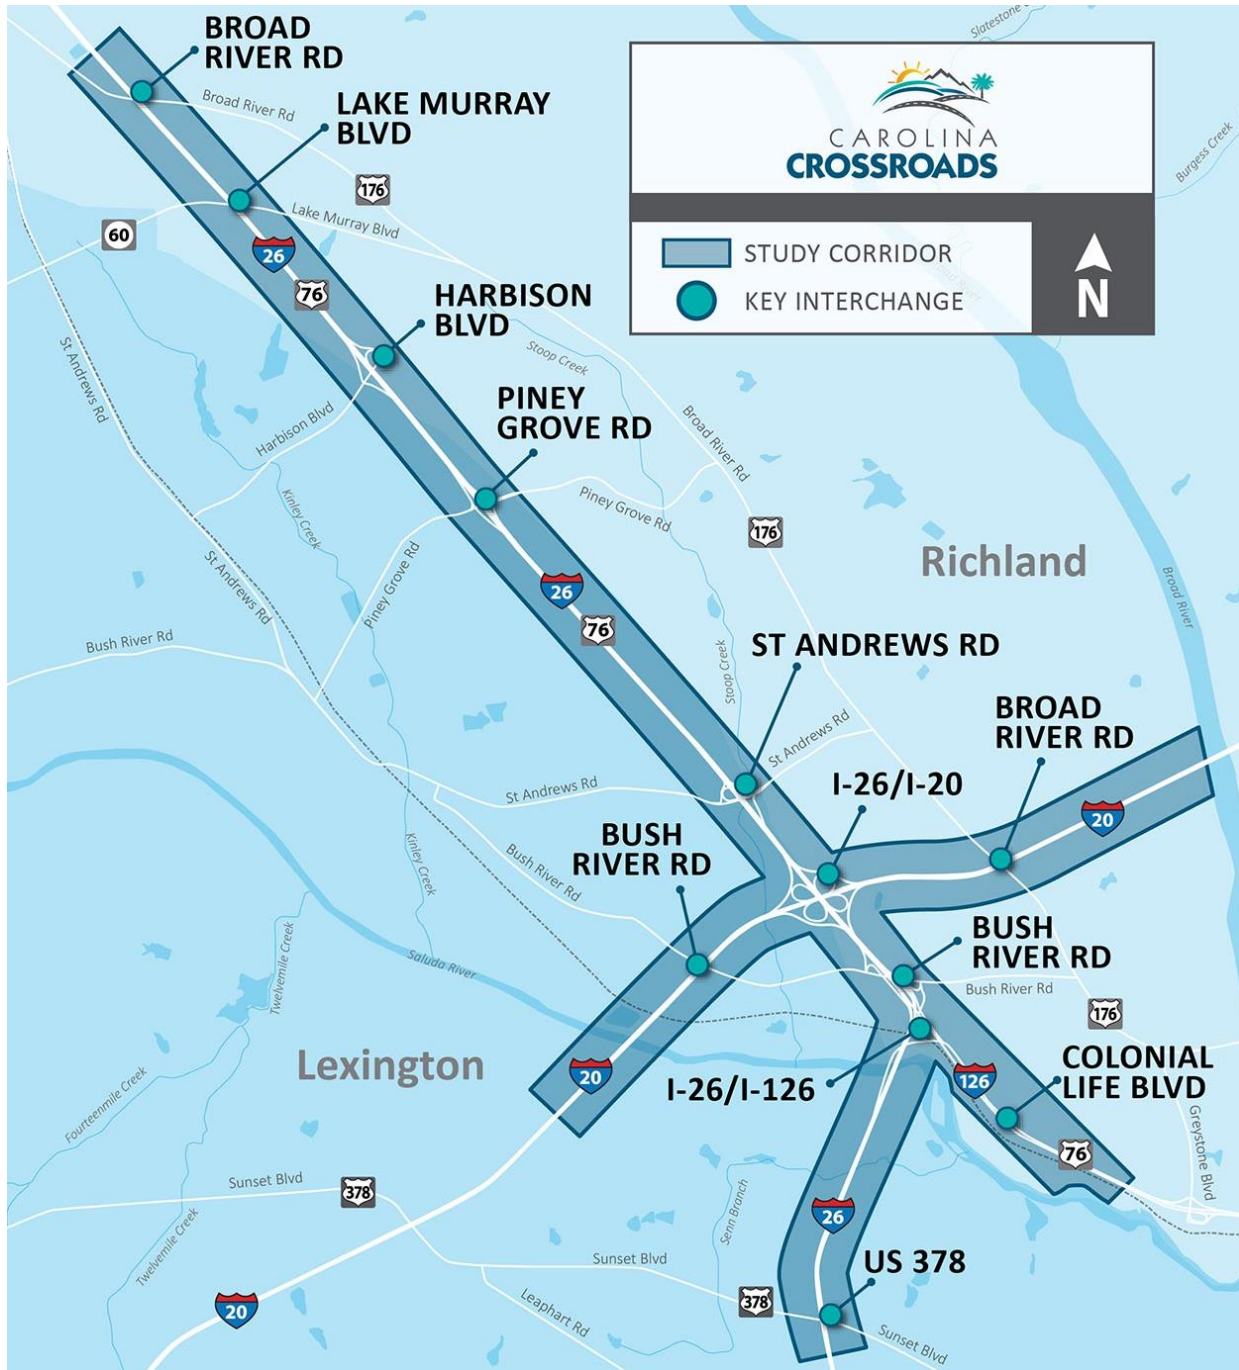 BROAD
RIVER RD
Broad River Rd
LAKE MURRAY
BLVD
176
60
Lake Murray Blvd
26
76
CAROLINA
CROSSROADS
STUDY CORRIDOR
KEY INTERCHANGE
N
Burgess Creek
HARBISON
BLVD
St Andrews Rd
Stoop Creek
Harbison Blvd
PINEY
GROVE RD
Broad River Rd
Kinley Creek
Piney Grove Rd
176
Richland
St Andrews Rd
Piney Grove Rd
26
76
Broad River
Bush River Rd
Stoop Creek
ST ANDREWS RD
St Andrews Rd
BROAD
RIVER RD
I-26/I-20
St Andrews Rd
20
BUSH
RIVER RD
Bush River Rd
Kinley Creek
BUSH
RIVER RD
Bush River Rd
Saluda River
Twelvemile Creek
176
Lexington
20
I-26/I-126
126
COLONIAL
LIFE BLVD
Fourteenmile Creek
76
Greystone Blvd
Sunset Blvd
378
Senn Branch
26
Twelvemile Creek
Sunset Blvd
US 378
20
Leaphart Rd
378
Sunset Blvd